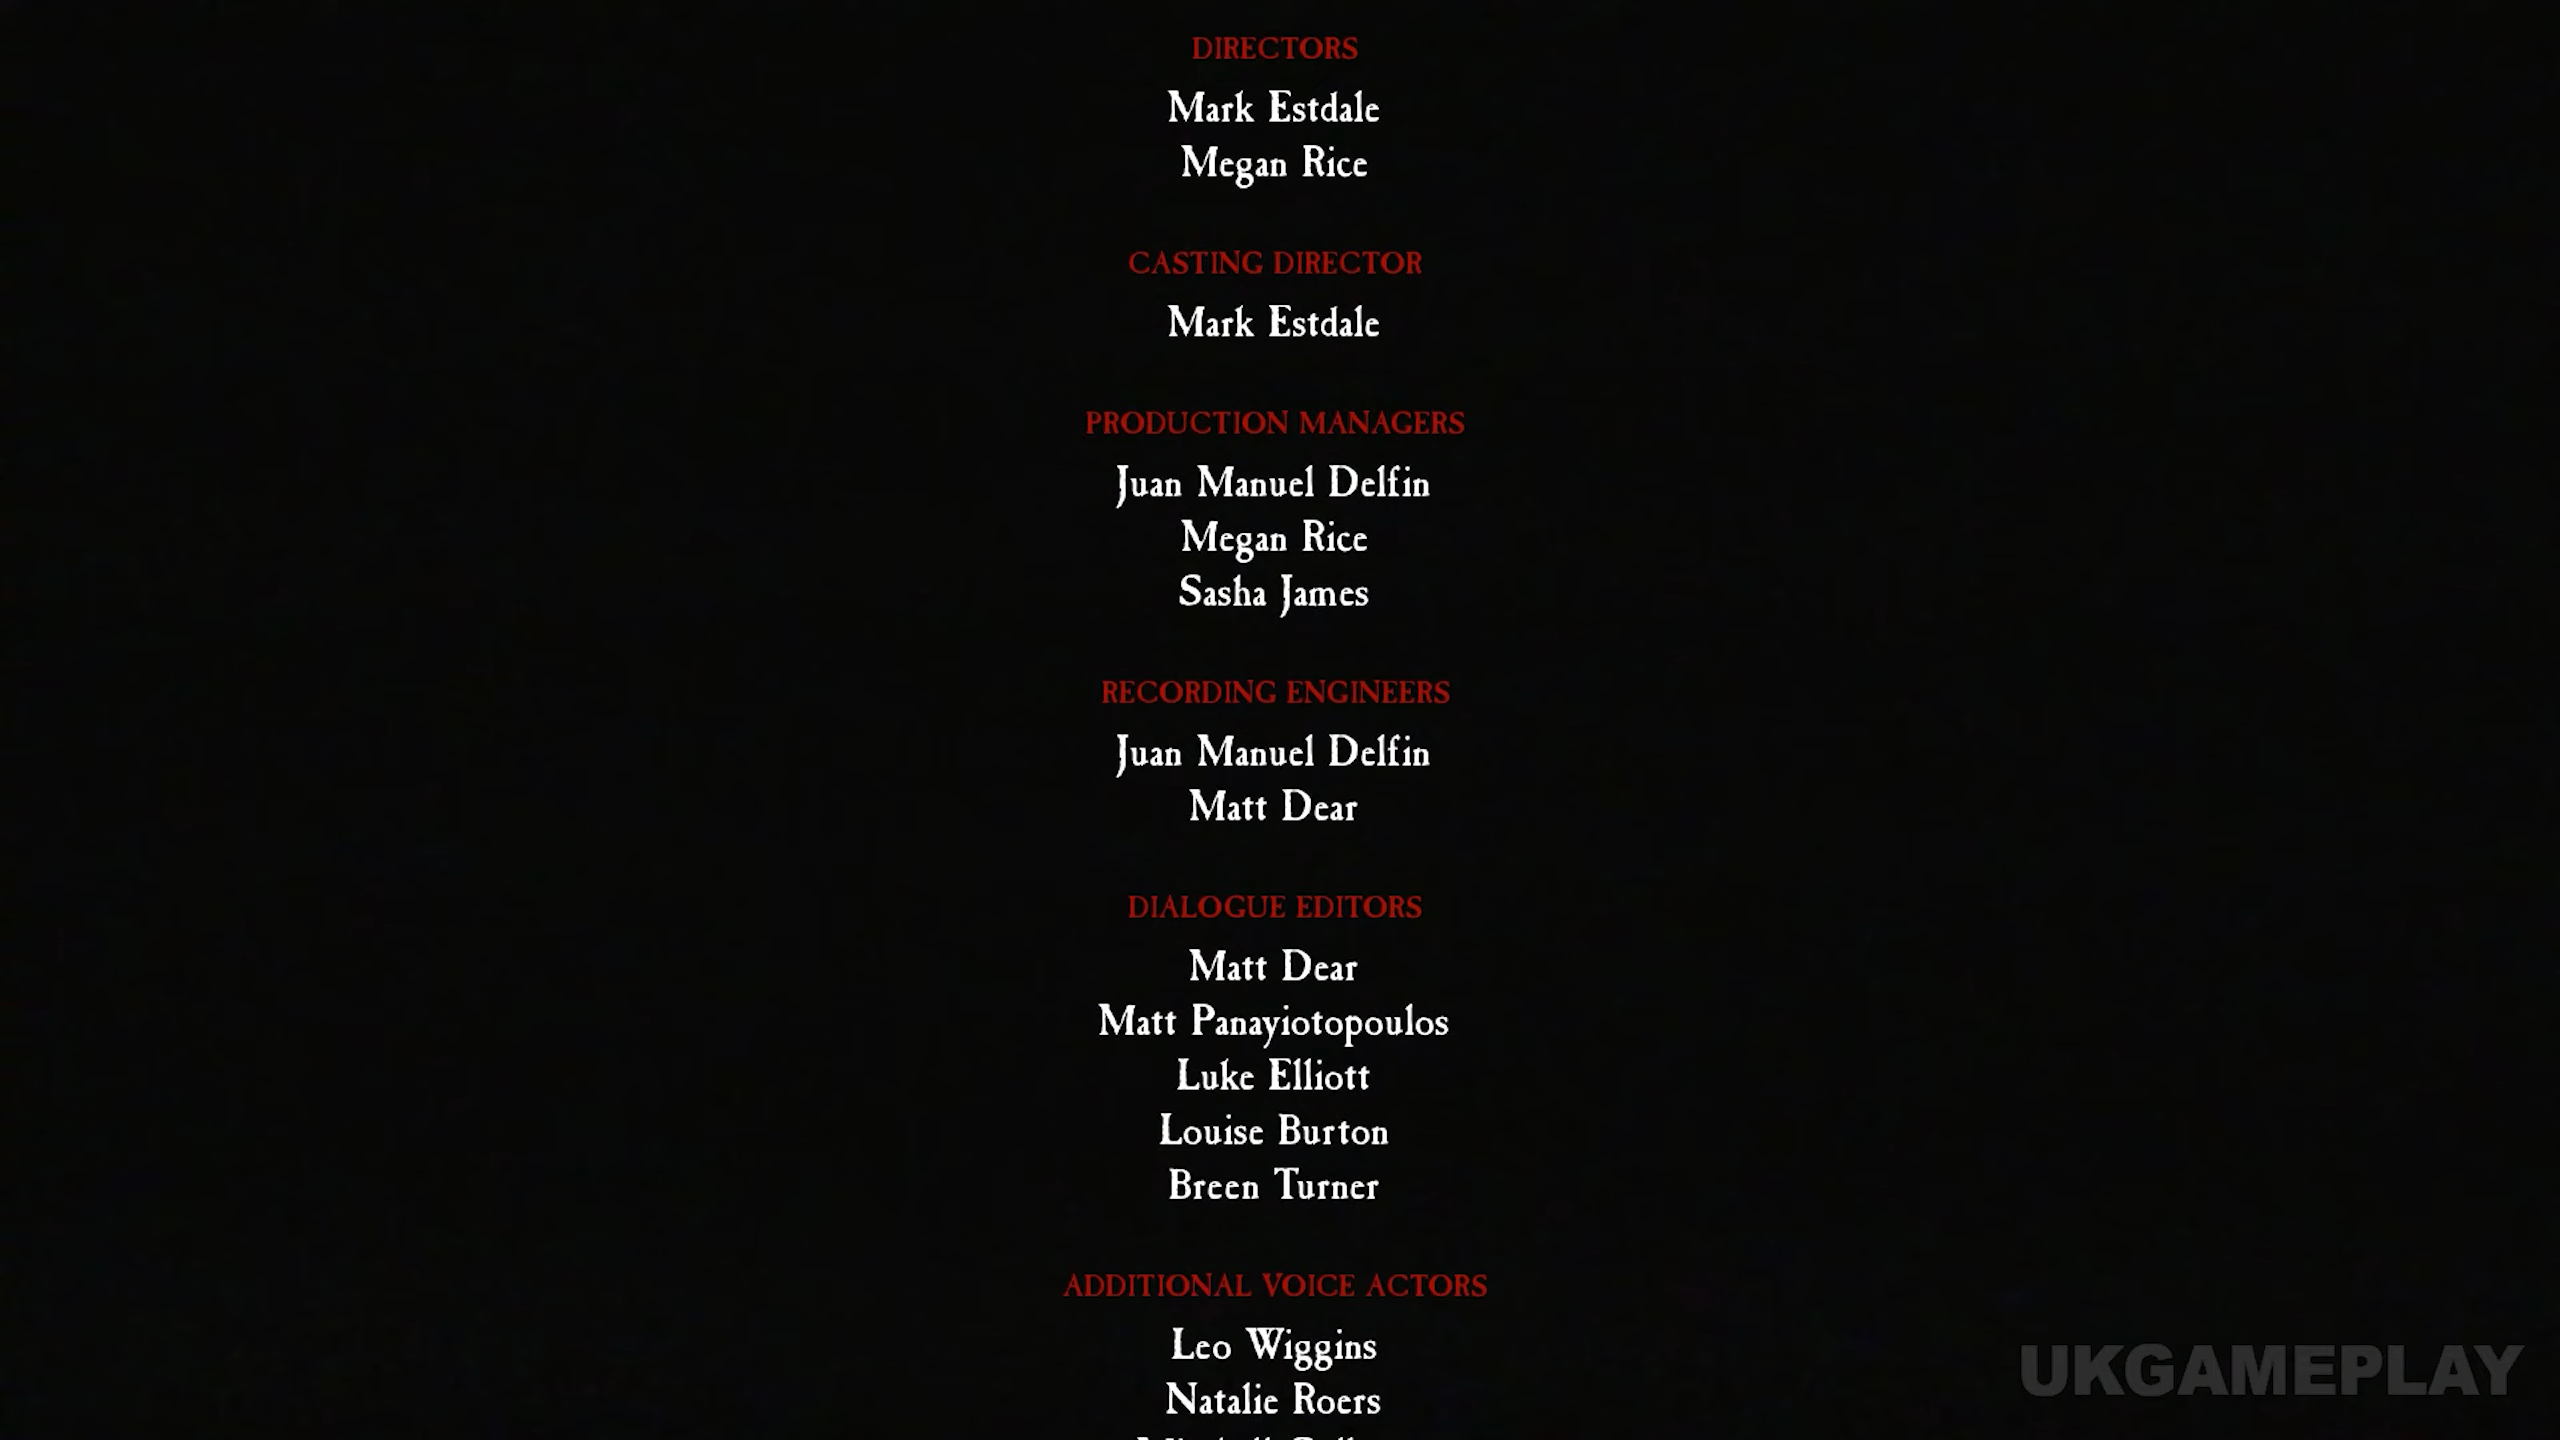 DIRECTORS
Mark Estdale
Megan Rice
CASTING DIRECTOR
Mark Estdale
PRODUCTION MANAGERS
Juan Manuel Delfin
Megan Rice
Sasha James
RECORDING ENGINEERS
Juan Manuel Delfin
Matt Dear
DIALOGUE EDITORS
Matt Dear
Matt Panayiotopoulos
Luke Elliott
Louise Burton
Breen Turner
ADDITIONAL VOICE ACTORS
Leo Wiggins
Natalie Roers
UKGAMEPLAY